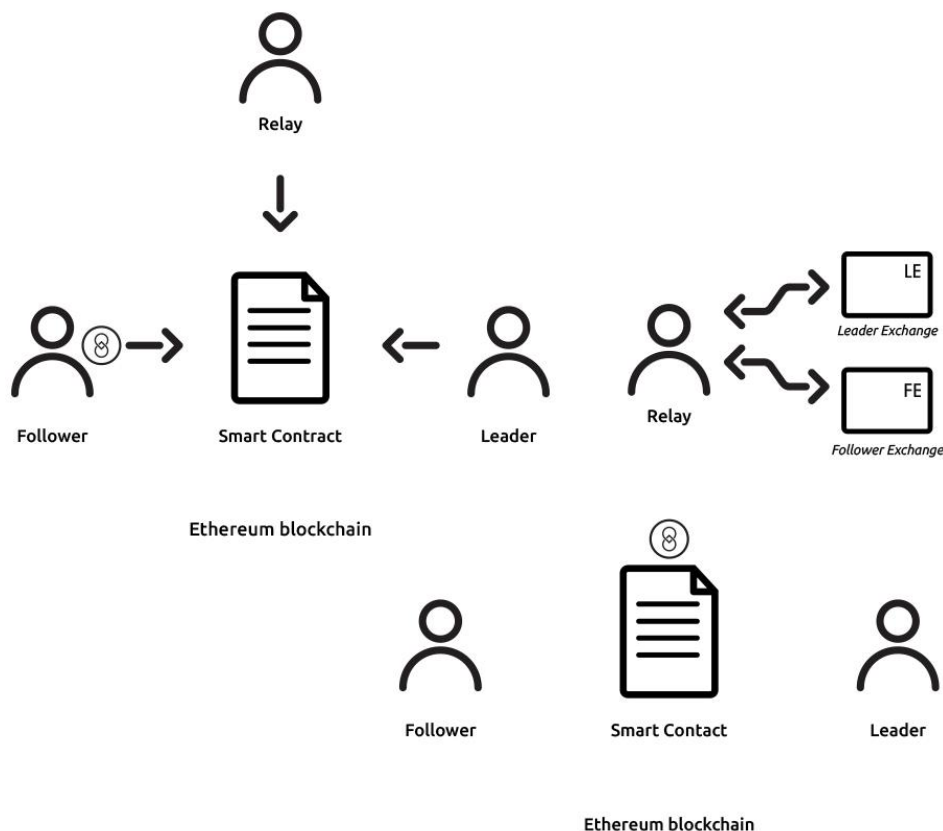 Relay
LE
Leader Exchange
FE
Follower Exchange
Relay
Follower
Smart Contract
Leader
Ethereum blockchain
Follower
Smart Contact
Leader
Ethereum blockchain